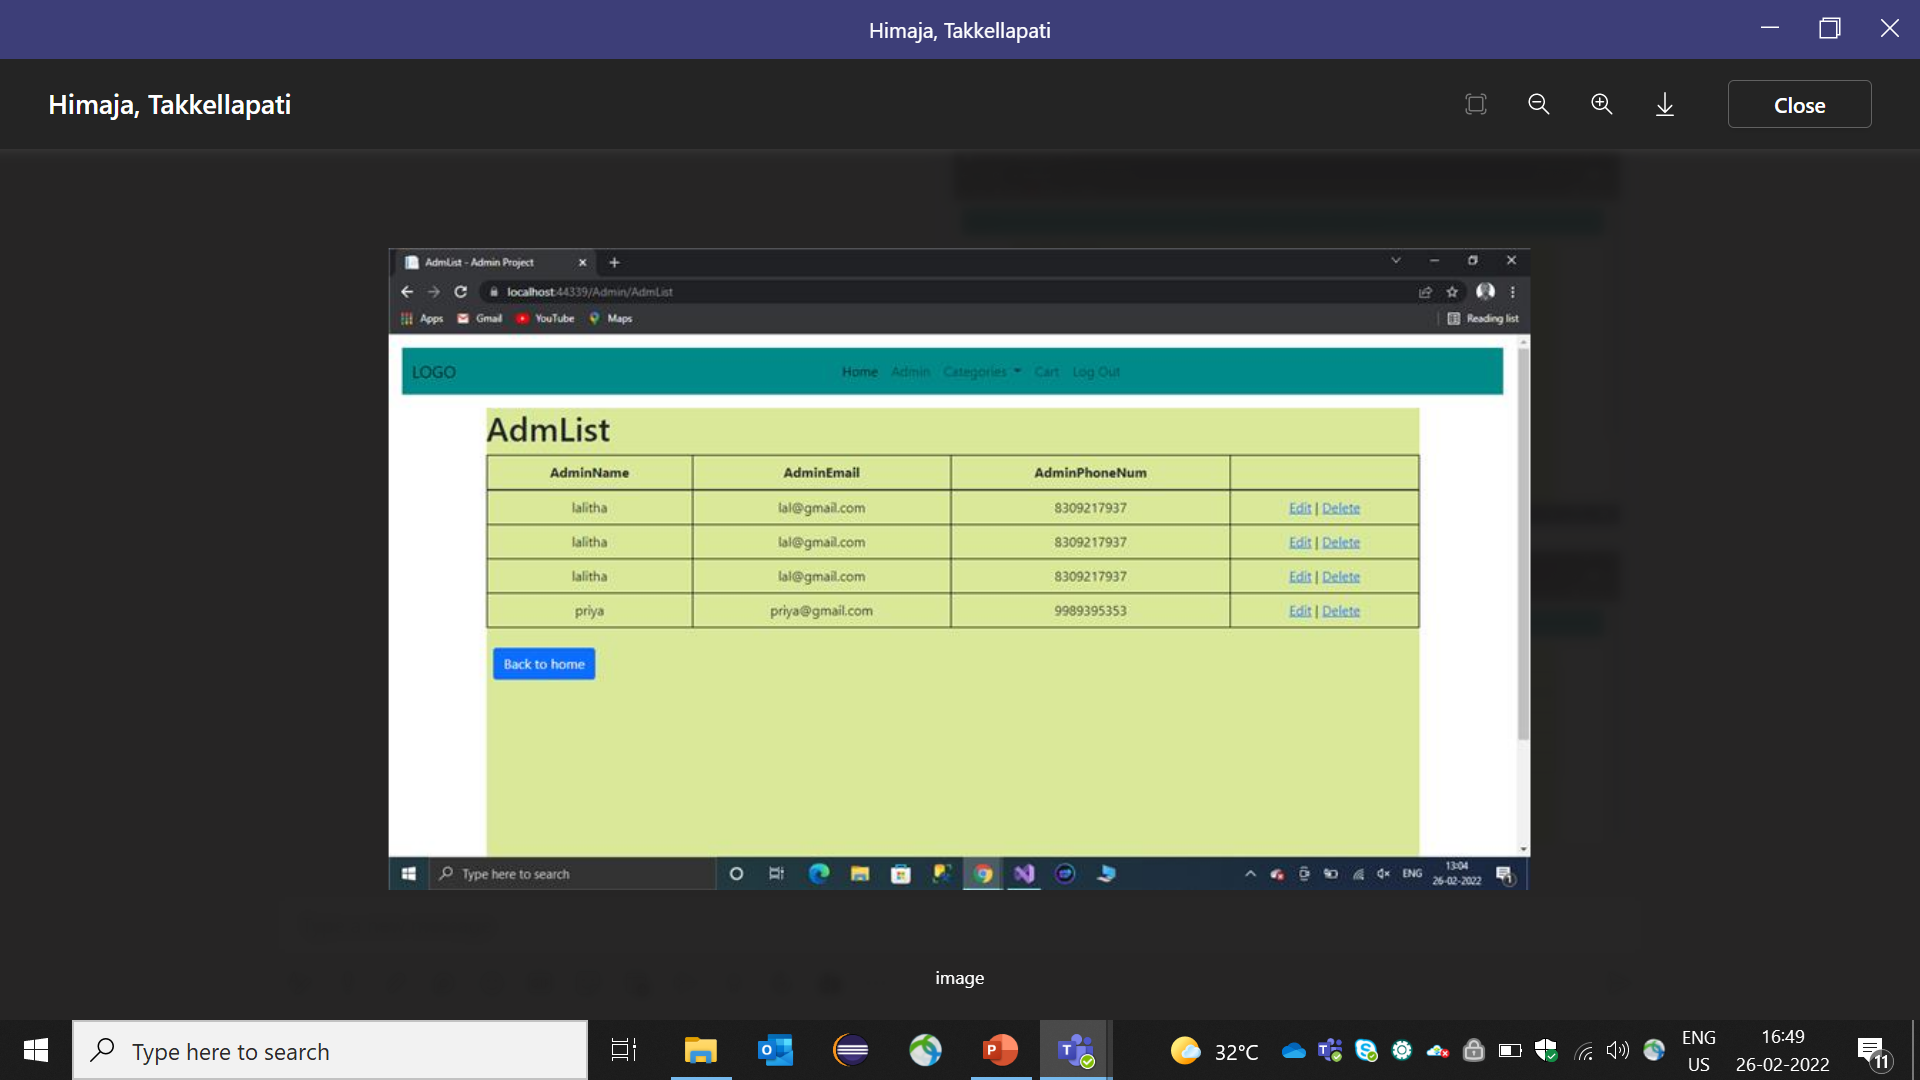 Himaja, Takkellapati
Himaja, Takkellapati
Close
AdmList - Admin Project
localhost:44339/Admin/AdmList
Apps Gmail YouTube Maps Reading list
LOGO Home Admin Categories Cart Log Out
AdmList
AdminName AdminEmail AdminPhoneNum
lalitha lal@gmail.com 8309217937 Edit | Delete
lalitha lal@gmail.com 8309217937 Edit | Delete
lalitha lal@gmail.com 8309217937 Edit | Delete
priya priya@gmail.com 9989395353 Edit | Delete
Back to home
Type here to search ENG 13:04
26-02-2022 1
image
Type here to search 32°C ENG 16:49
US 26-02-2022 11